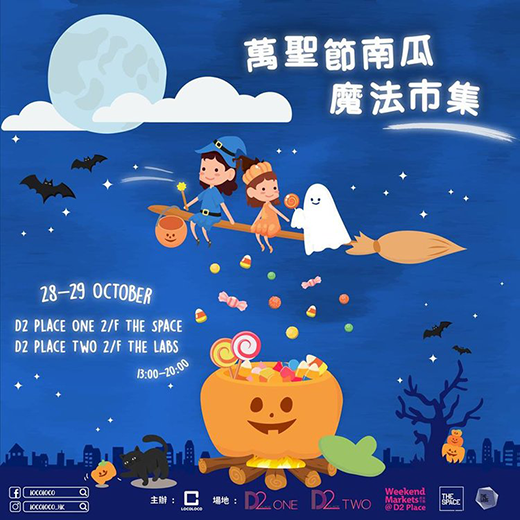 萬聖節南瓜
魔法市集
28–29 OCTOBER
D2 PLACE ONE 2/F THE SPACE
D2 PLACE TWO 2/F THE LABS
13:00–20:00
LOCOLOCO
LOCOLOCO_HK
主辦：
LOCOLOCO
場地：
D2 ONE
D2 TWO
Weekend
Markets
@ D2 Place
THE
SPACE